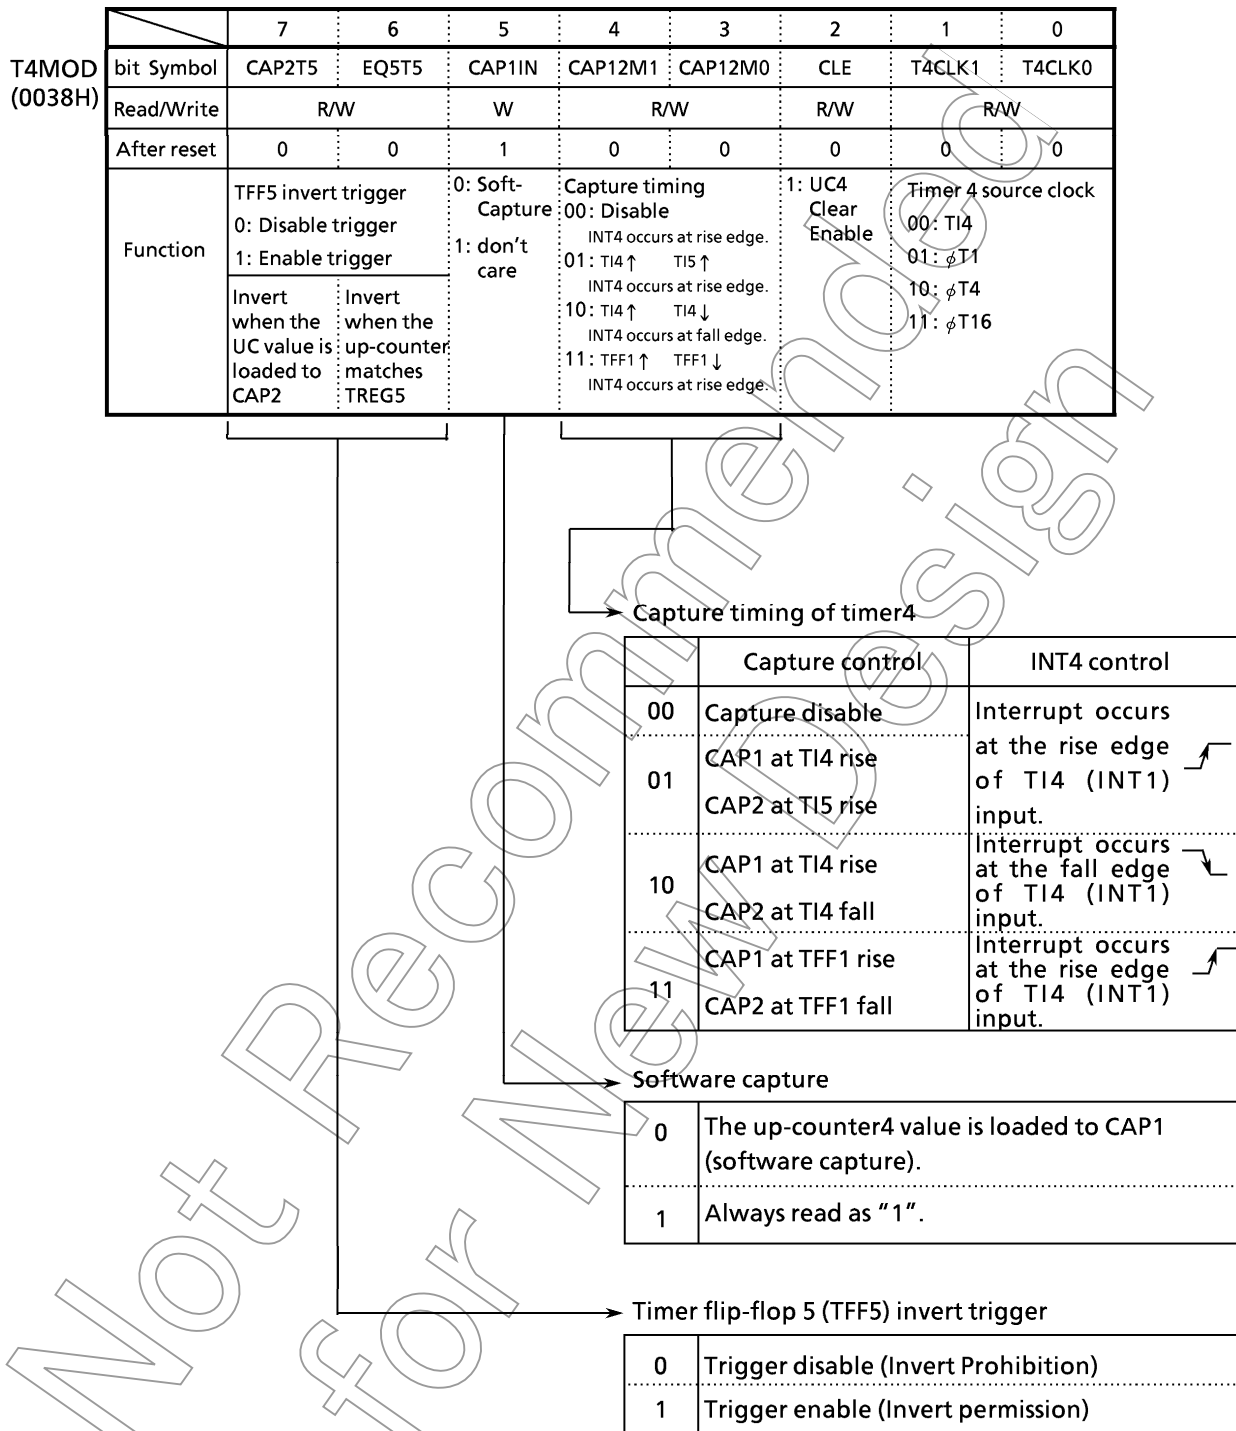 7 6 5 4 3 2 1 0
T4MOD
(0038H)
bit Symbol CAP2T5 EQ5T5 CAP1IN CAP12M1 CAP12M0 CLE T4CLK1 T4CLK0
Read/Write R/W W R/W R/W R/W
After reset 0 0 1 0 0 0 0 0
Function
TFF5 invert trigger
0: Disable trigger
1: Enable trigger
Invert
when the
UC value is
loaded to
CAP2
Invert
when the
up-counter
matches
TREG5
0: Soft-
Capture
1: don't
care
Capture timing
00: Disable
INT4 occurs at rise edge.
01: TI4↑ TI5↑
INT4 occurs at rise edge.
10: TI4↑ TI4↓
INT4 occurs at fall edge.
11: TFF1↑ TFF1↓
INT4 occurs at rise edge.
1: UC4
Clear
Enable
Timer 4 source clock
00: TI4
01: ϕT1
10: ϕT4
11: ϕT16
Capture timing of timer4
Capture control INT4 control
00 Capture disable
01 CAP1 at TI4 rise
CAP2 at TI5 rise
Interrupt occurs
at the rise edge
of TI4 (INT1)
input.
10 CAP1 at TI4 rise
CAP2 at TI4 fall
Interrupt occurs
at the fall edge
of TI4 (INT1)
input.
11 CAP1 at TFF1 rise
CAP2 at TFF1 fall
Interrupt occurs
at the rise edge
of TI4 (INT1)
input.
Software capture
0 The up-counter4 value is loaded to CAP1
(software capture).
1 Always read as "1".
Timer flip-flop 5 (TFF5) invert trigger
0 Trigger disable (Invert Prohibition)
1 Trigger enable (Invert permission)
Not Recommended
for New Design